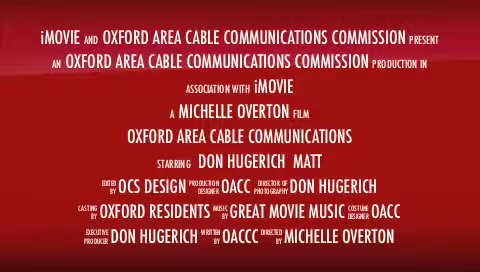 iMOVIE AND OXFORD AREA CABLE COMMUNICATIONS COMMISSION PRESENT
AN OXFORD AREA CABLE COMMUNICATIONS COMMISSION PRODUCTION IN
ASSOCIATION WITH iMOVIE
A MICHELLE OVERTON FILM
OXFORD AREA CABLE COMMUNICATIONS
STARRING DON HUGERICH MATT
EDITED BY OCS DESIGN PRODUCTION DESIGNER OACC DIRECTOR OF PHOTOGRAPHY DON HUGERICH
CASTING BY OXFORD RESIDENTS MUSIC BY GREAT MOVIE MUSIC COSTUME DESIGNER OACC
EXECUTIVE PRODUCER DON HUGERICH WRITTEN BY OACCC DIRECTED BY MICHELLE OVERTON